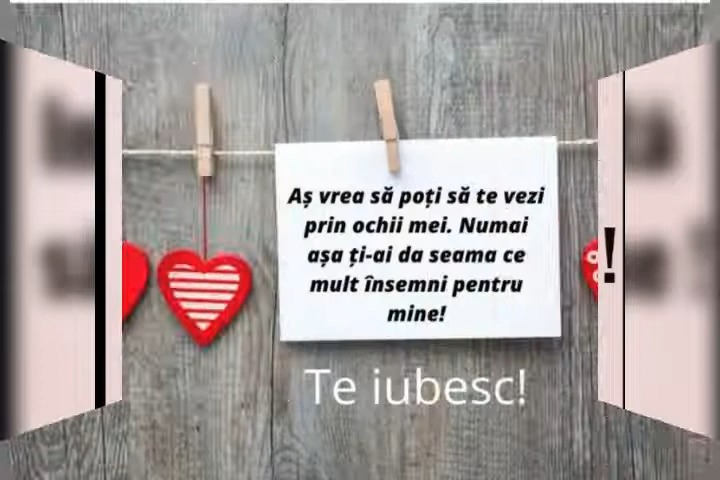 Aș vrea să poți să te vezi
prin ochii mei. Numai
așa ți-ai da seama ce
mult însemni pentru
mine!
Te iubesc!
!